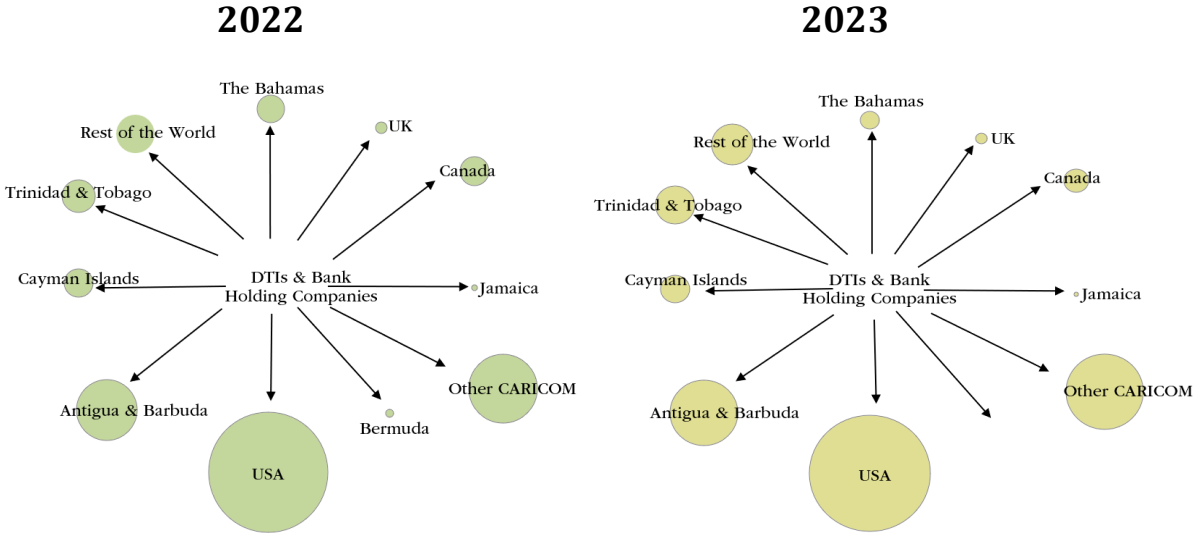 2022
The Bahamas
UK
Rest of the World
Canada
Trinidad & Tobago
Cayman Islands
DTIs & Bank
Holding Companies
Jamaica
Other CARICOM
Antigua & Barbuda
Bermuda
USA
2023
The Bahamas
UK
Rest of the World
Canada
Trinidad & Tobago
Cayman Islands
DTIs & Bank
Holding Companies
Jamaica
Other CARICOM
Antigua & Barbuda
USA